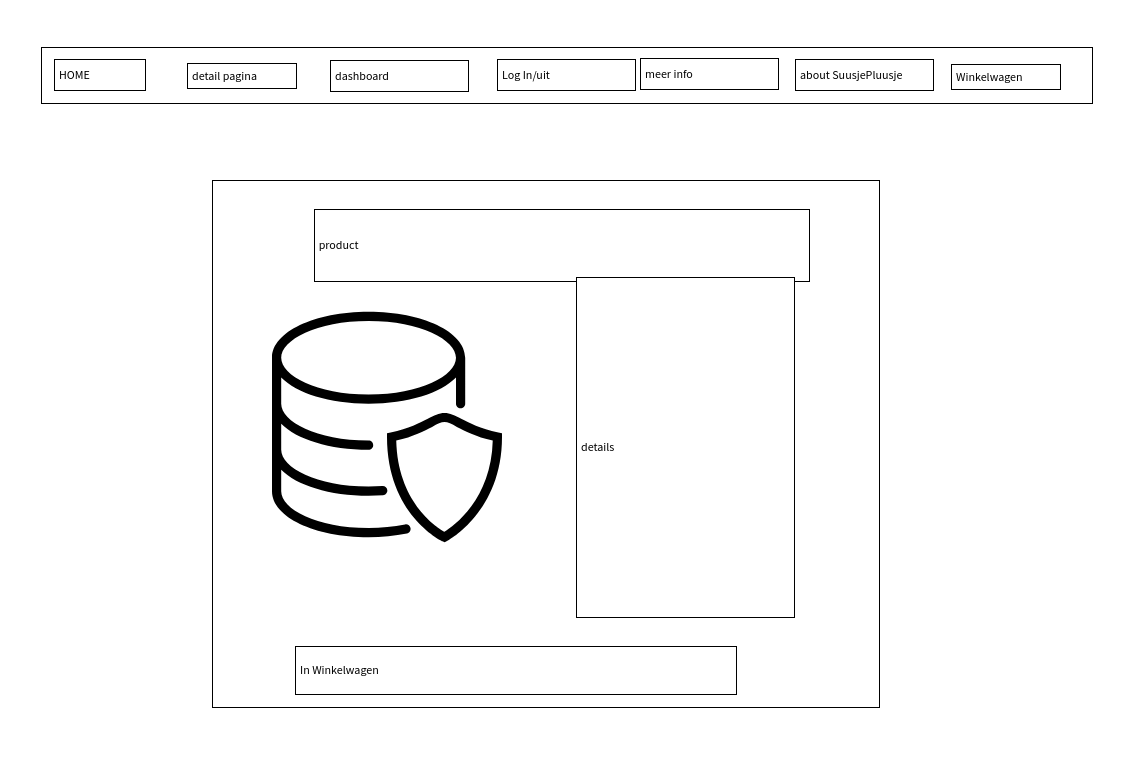 HOME
detail pagina
dashboard
Log In/uit
meer info
about SuusjePluusje
Winkelwagen
product
details
In Winkelwagen